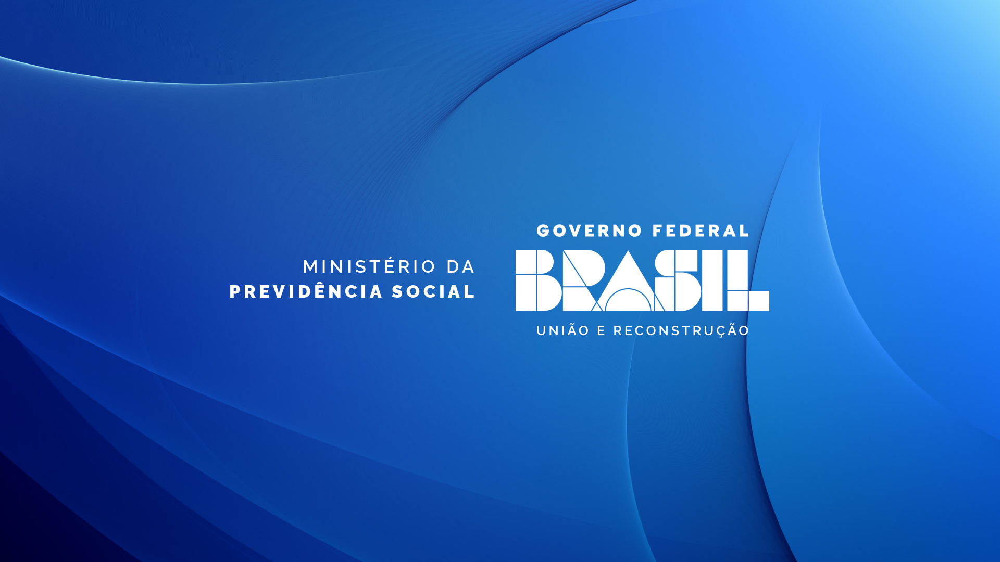 MINISTÉRIO DA
PREVIDÊNCIA SOCIAL
GOVERNO FEDERAL
BRASIL
UNIÃO E RECONSTRUÇÃO